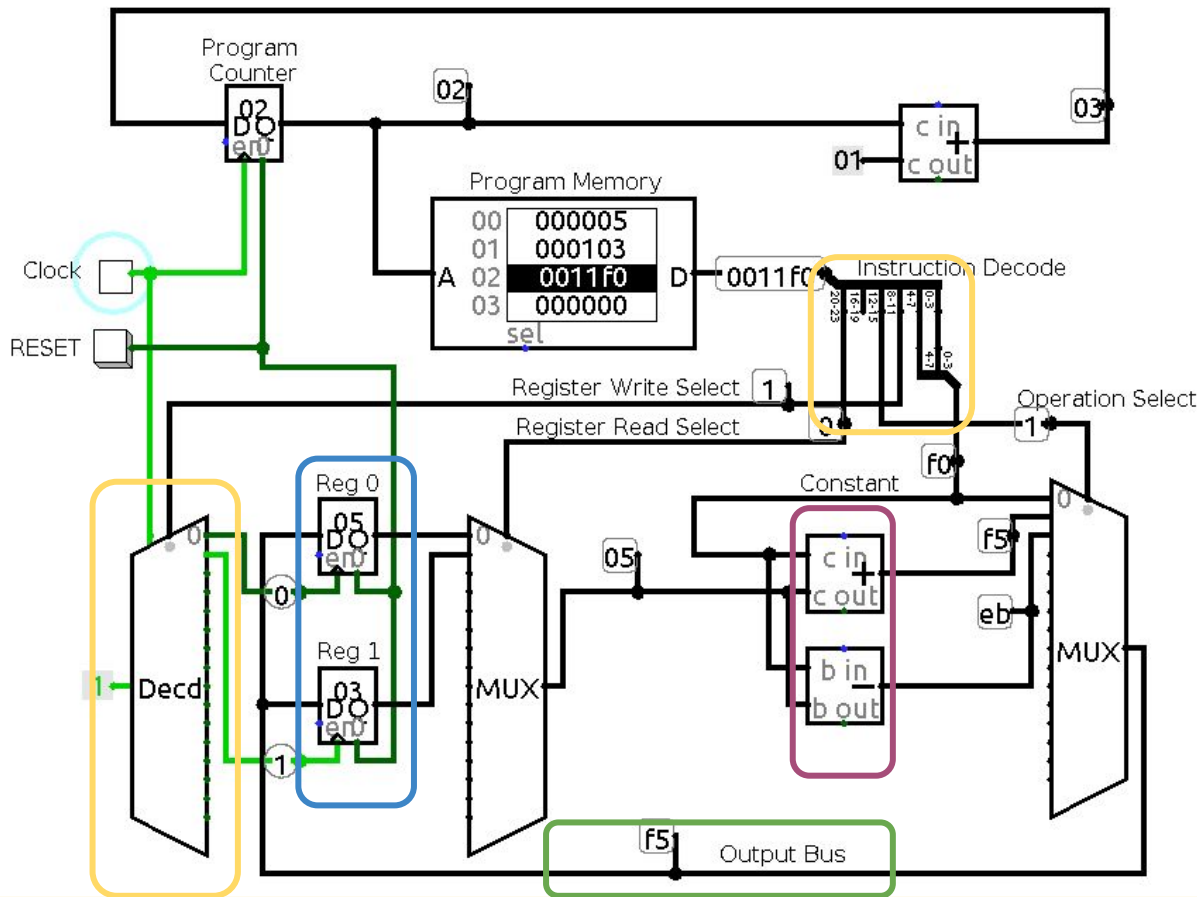 Program
Counter
02
D Q
en 0
02
c in
+
c out
01
03
Program Memory
00 000005
01 000103
02 0011f0
03 000000
A
D
sel
0011f0
Instruction Decode
20-23
16-19
12-15
8-11
4-7
0-3
4-7
0-3
Clock
RESET
Register Write Select
1
Register Read Select
0
Operation Select
1
f0
Constant
Reg 0
05
D Q
en 0
0
Reg 1
03
D Q
en 0
1
1
Decd
0
0
MUX
05
c in
+
c out
b in
-
b out
f5
eb
0
MUX
f5
Output Bus